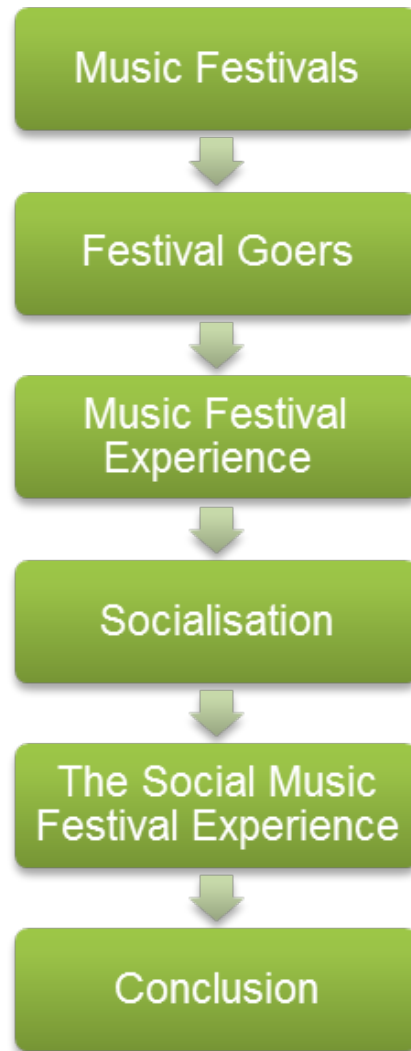 Music Festivals
Festival Goers
Music Festival
Experience
Socialisation
The Social Music
Festival Experience
Conclusion